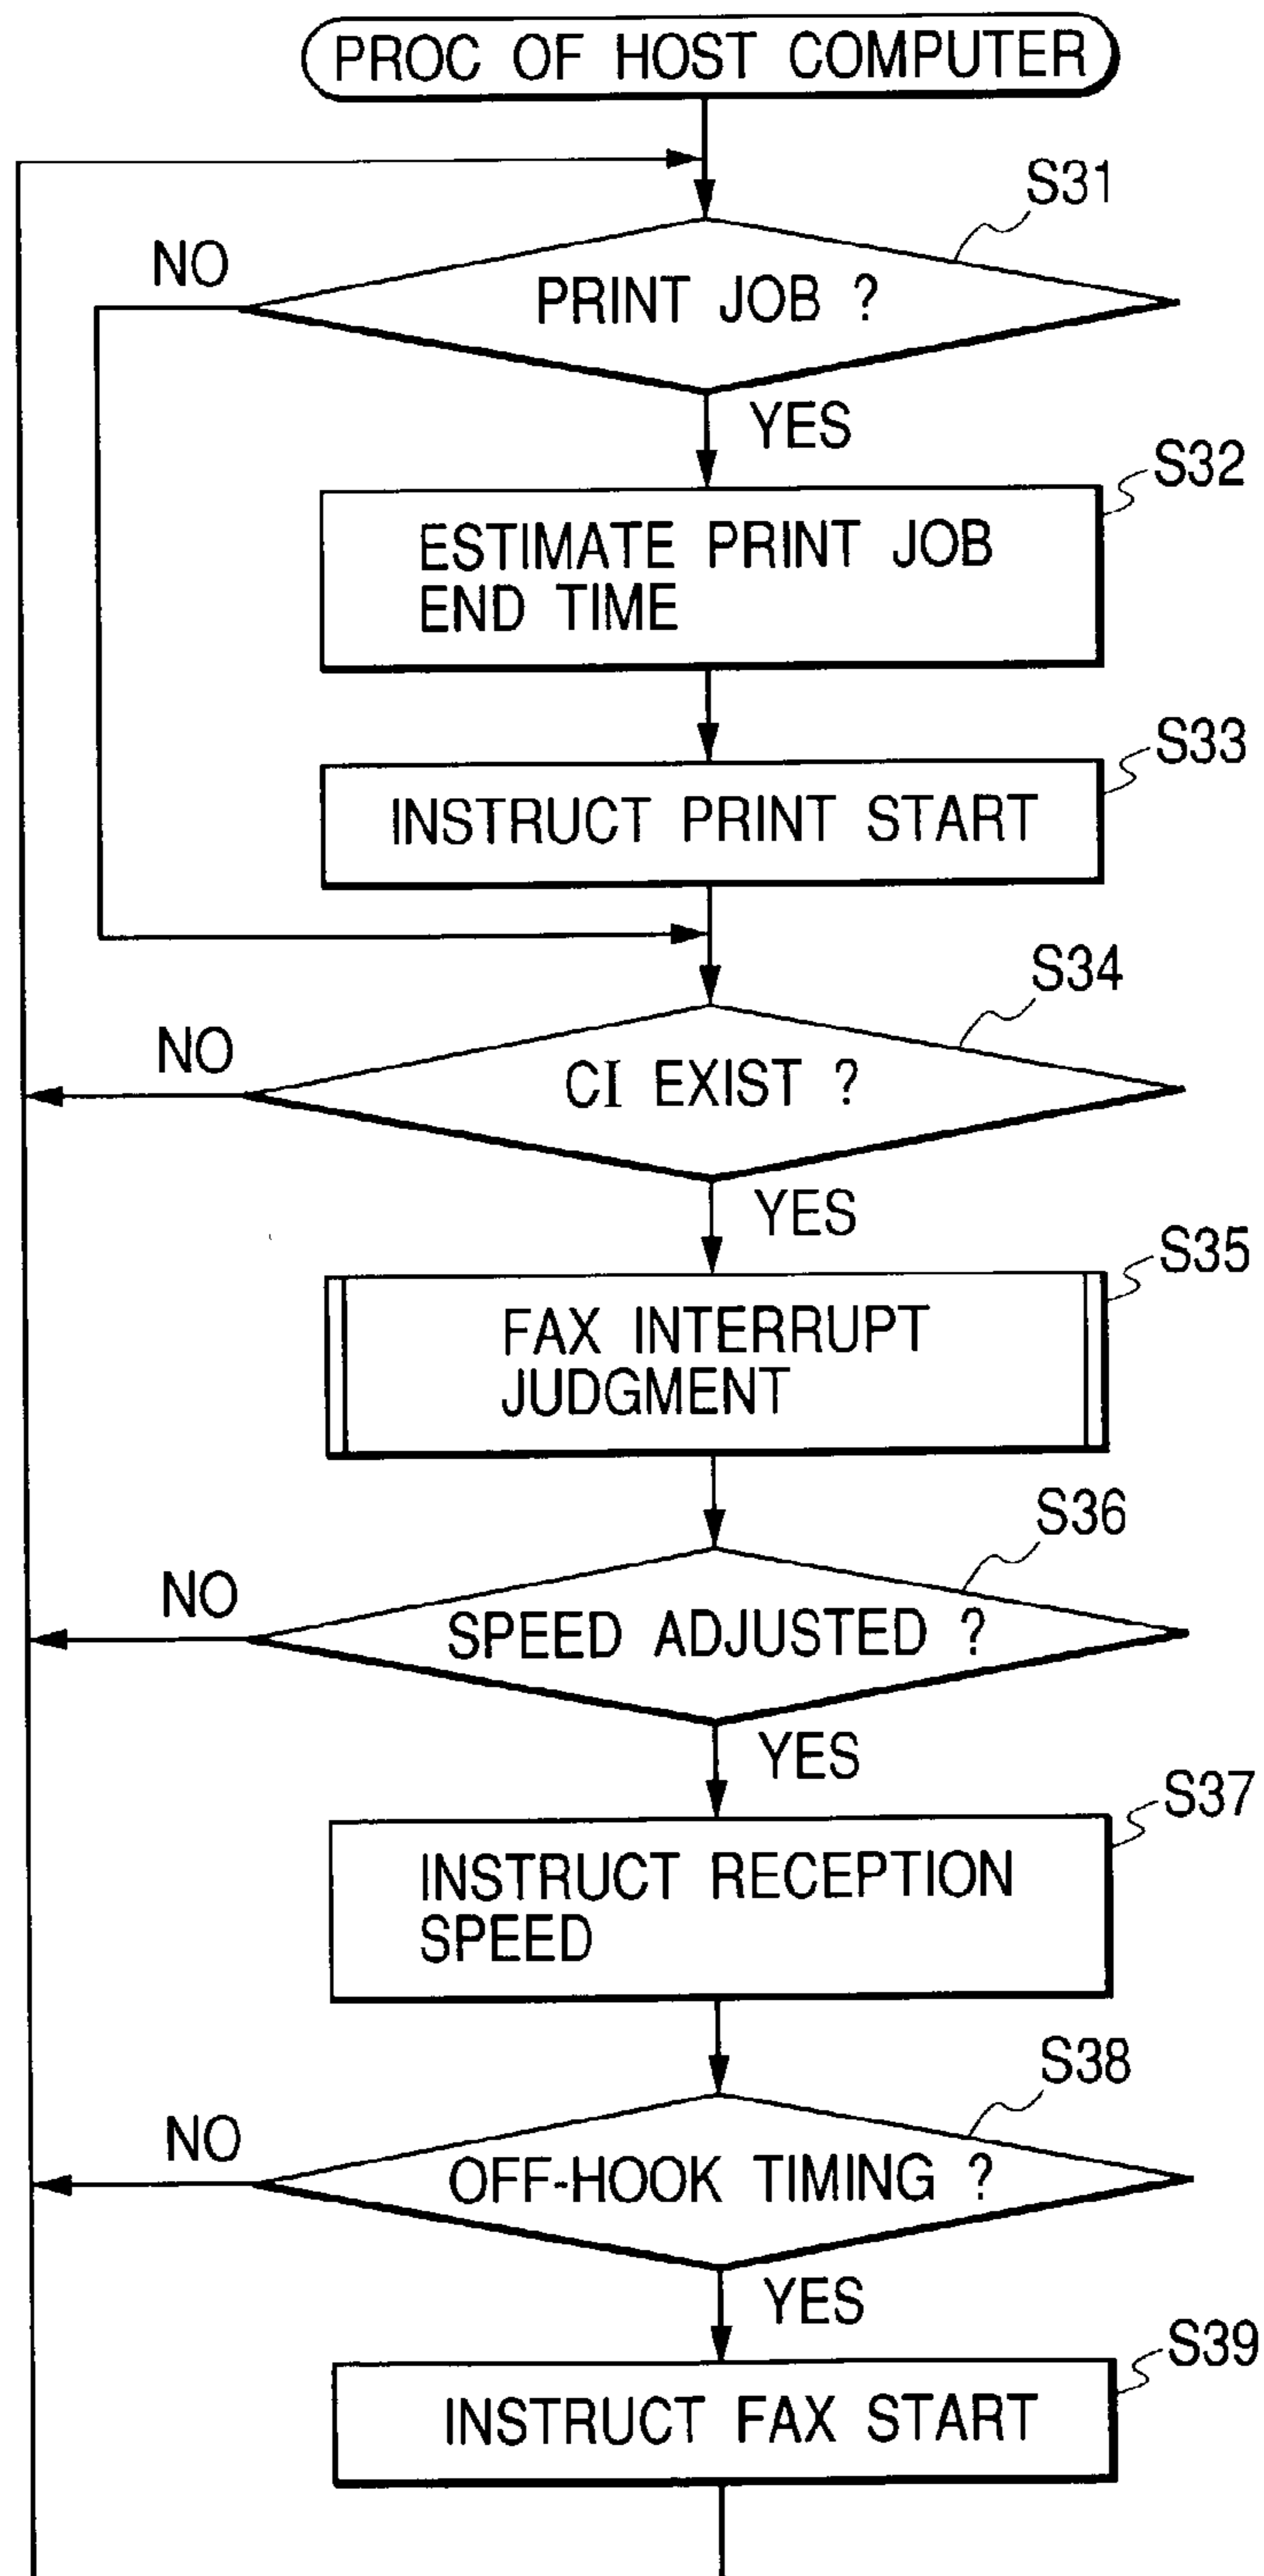 PROC OF HOST COMPUTER
S31
NO
PRINT JOB ?
YES
S32
ESTIMATE PRINT JOB
END TIME
S33
INSTRUCT PRINT START
S34
NO
CI EXIST ?
YES
S35
FAX INTERRUPT
JUDGMENT
S36
NO
SPEED ADJUSTED ?
YES
S37
INSTRUCT RECEPTION
SPEED
S38
NO
OFF-HOOK TIMING ?
YES
S39
INSTRUCT FAX START